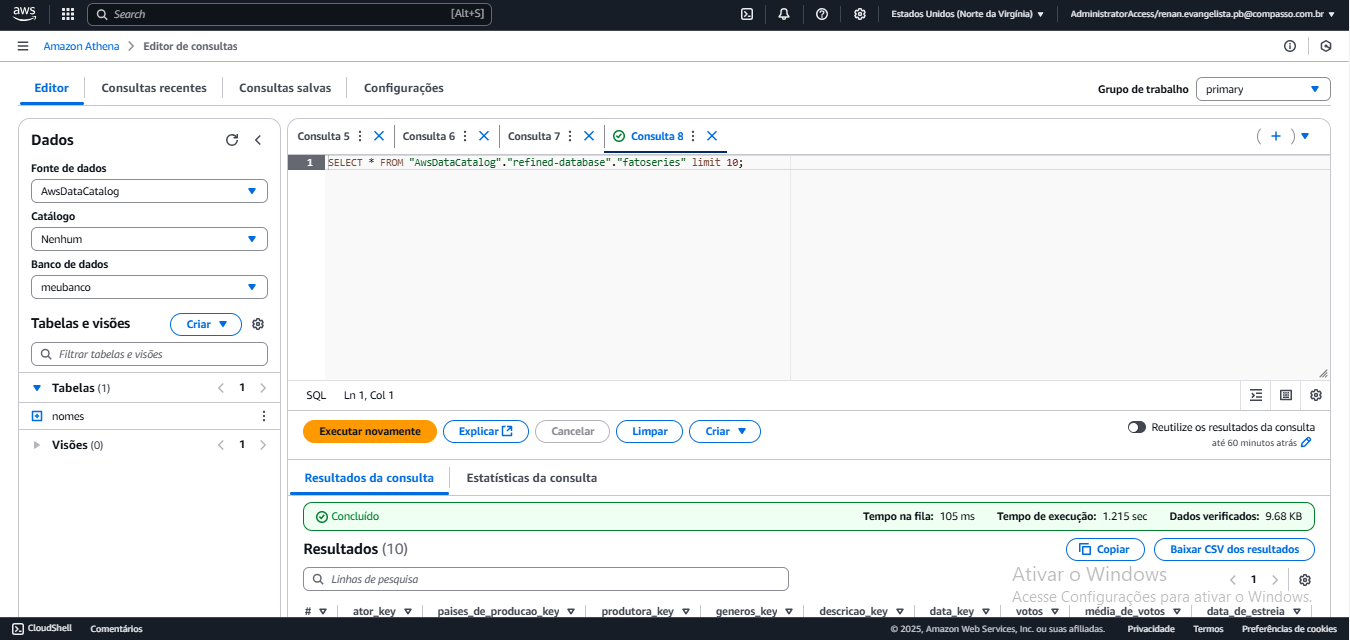 aws Search [Alt+S] Estados Unidos (Norte da Virgínia) AdministratorAccess/renan.evangelista.pb@compasso.com.br
Amazon Athena Editor de consultas
Editor Consultas recentes Consultas salvas Configurações Grupo de trabalho primary
Dados
Fonte de dados
AwsDataCatalog
Catálogo
Nenhum
Banco de dados
meubanco
Tabelas e visões Criar
Filtrar tabelas e visões
Tabelas (1) 1
nomes
Visões (0) 1
Consulta 5 Consulta 6 Consulta 7 Consulta 8
1 SELECT * FROM "AwsDataCatalog"."refined-database"."fatoseries" limit 10;
SQL Ln 1, Col 1
Executar novamente Explicar Cancelar Limpar Criar Reutilize os resultados da consulta
até 60 minutos atrás
Resultados da consulta Estatísticas da consulta
Concluído Tempo na fila: 105 ms Tempo de execução: 1.215 sec Dados verificados: 9.68 KB
Resultados (10) Copiar Baixar CSV dos resultados
Linhas de pesquisa 1
Ativar o Windows
Acesse Configurações para ativar o Windows.
# ator_key paises_de_producao_key produtora_key generos_key descricao_key data_key votos média_de_votos data_de_estreia
CloudShell Comentários © 2025, Amazon Web Services, Inc. ou suas afiliadas. Privacidade Termos Preferências de cookies